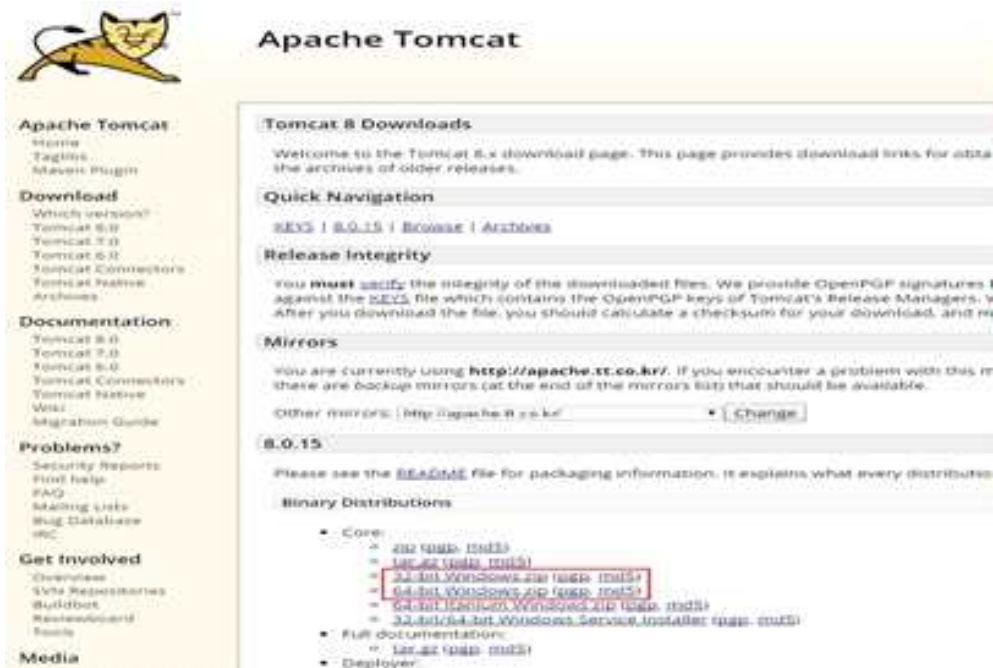 Apache Tomcat
Apache Tomcat
Home
Taglibs
Maven Plugin
Download
Which version?
Tomcat 8.0
Tomcat 7.0
Tomcat 6.0
Tomcat Connectors
Tomcat Native
Archives
Documentation
Tomcat 8.0
Tomcat 7.0
Tomcat 6.0
Tomcat Connectors
Tomcat Native
Wiki
Migration Guide
Problems?
Security Reports
Find help
FAQ
Mailing Lists
Bug Database
IRC
Get Involved
Overview
SVN Repositories
Buildbot
Reviewboard
Tools
Media
Tomcat 8 Downloads
Welcome to the Tomcat 8.x download page. This page provides download links for obta
the archives of older releases.
Quick Navigation
KEYS | 8.0.15 | Browse | Archives
Release Integrity
You must verify the integrity of the downloaded files. We provide OpenPGP signatures
against the KEYS file which contains the OpenPGP keys of Tomcat's Release Managers.
After you download the file, you should calculate a checksum for your download, and
Mirrors
You are currently using http://apache.tt.co.kr/. If you encounter a problem with this m
there are backup mirrors (at the end of the mirrors list) that should be available.
Other mirrors: http://apache.tt.co.kr/ Change
8.0.15
Please see the README file for packaging information. It explains what every distributio
Binary Distributions
Core:
zip (pgp, md5)
tar.gz (pgp, md5)
32-bit Windows zip (pgp, md5)
64-bit Windows zip (pgp, md5)
64-bit Itanium Windows zip (pgp, md5)
32-bit/64-bit Windows Service Installer (pgp, md5)
Full documentation:
tar.gz (pgp, md5)
Deployer: